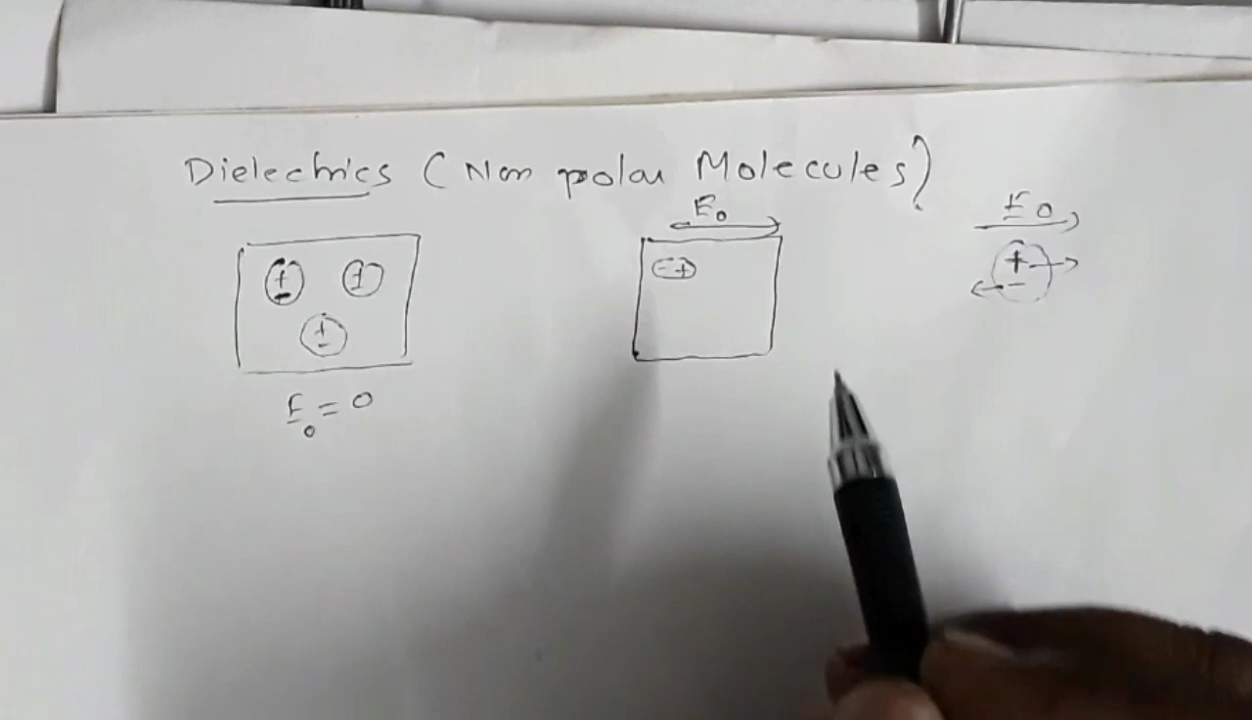 Dielectrics (Non polar Molecules)
E₀
E₀
+ - + - + -
- +
+ -
E₀ = 0